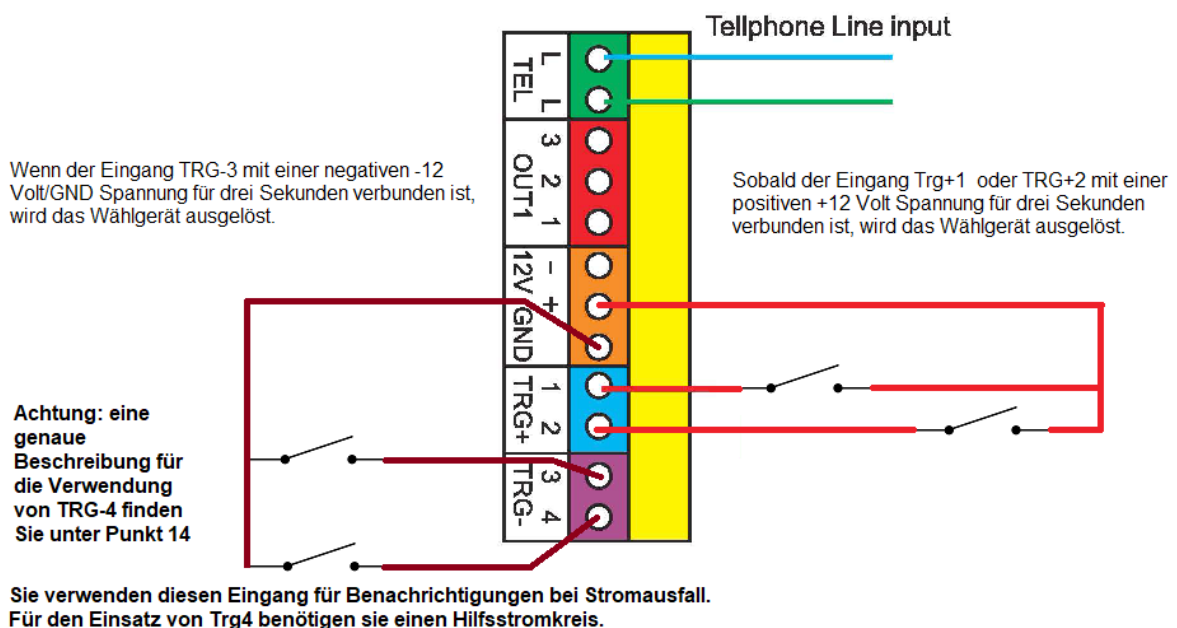 Tellphone Line input
Wenn der Eingang TRG-3 mit einer negativen -12
Volt/GND Spannung für drei Sekunden verbunden ist,
wird das Wählgerät ausgelöst.
L
L
TEL
3
2
1
OUT1
-
+
12V
GND
1
2
TRG+
3
4
TRG-
Sobald der Eingang Trg+1 oder TRG+2 mit einer
positiven +12 Volt Spannung für drei Sekunden
verbunden ist, wird das Wählgerät ausgelöst.
Achtung: eine
genaue
Beschreibung für
die Verwendung
von TRG-4 finden
Sie unter Punkt 14
Sie verwenden diesen Eingang für Benachrichtigungen bei Stromausfall.
Für den Einsatz von Trg4 benötigen sie einen Hilfsstromkreis.